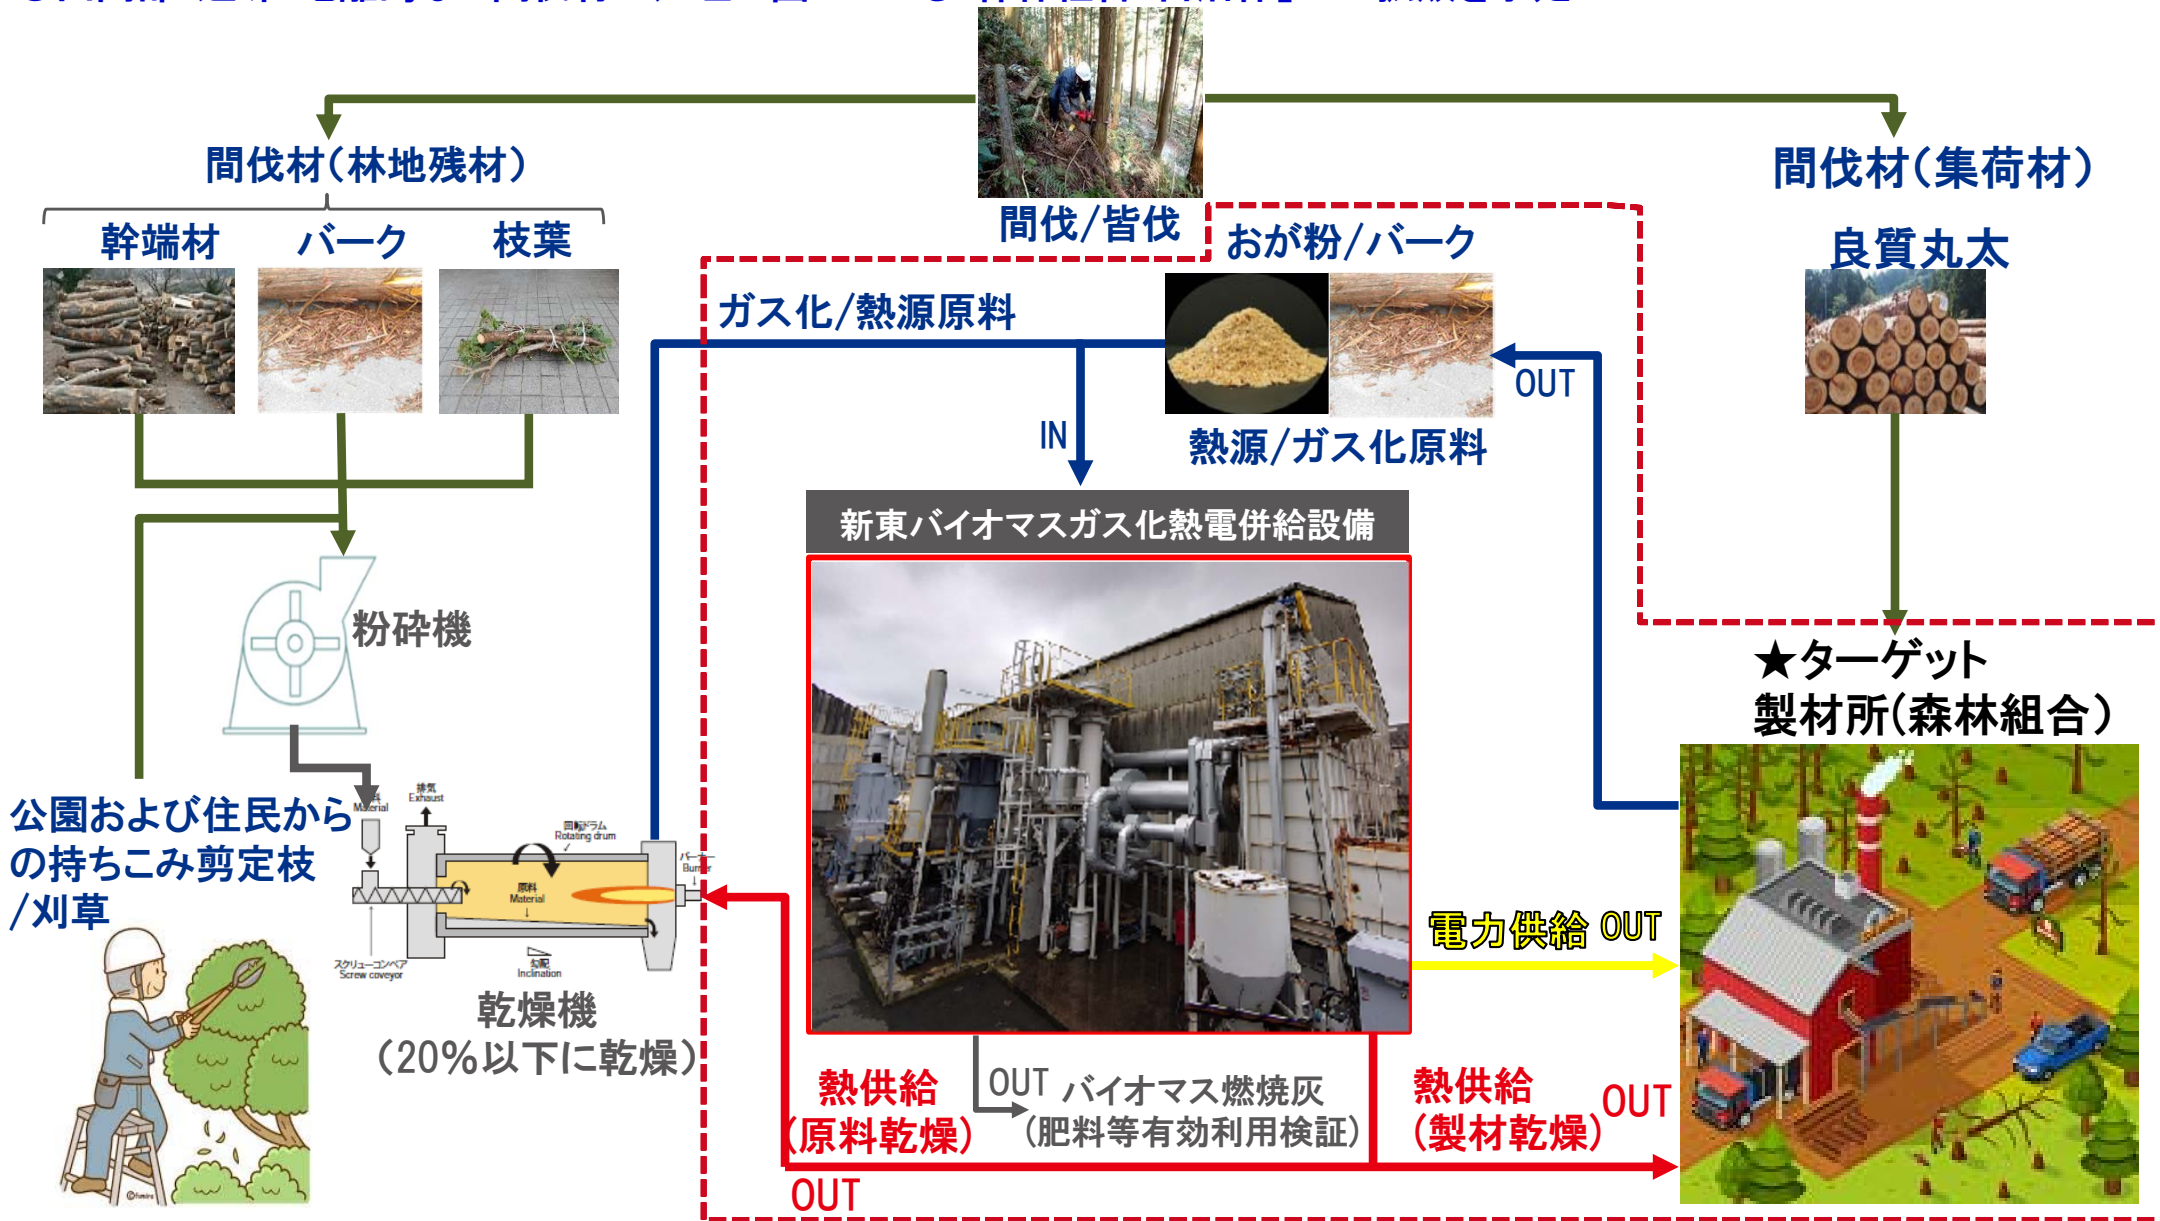 間伐材(林地残材)
間伐/皆伐
間伐材(集荷材)
幹端材
バーク
枝葉
おが粉/バーク
良質丸太
ガス化/熱源原料
OUT
IN
熱源/ガス化原料
新東バイオマスガス化熱電併給設備
粉砕機
★ターゲット
製材所(森林組合)
公園および住民から
の持ちこみ剪定枝
/刈草
料
Material
排気
Exhaust
回転ドラム
Rotating drum
バーナー
Burner
原料
Material
スクリューコンベア
Screw coveyor
勾配
Inclination
乾燥機
(20%以下に乾燥)
電力供給 OUT
熱供給
(原料乾燥)
OUT
OUT バイオマス燃焼灰
(肥料等有効利用検証)
熱供給
(製材乾燥)
OUT
©fumira